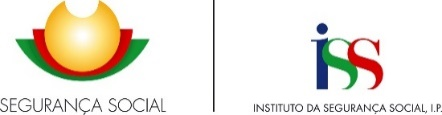 SEGURANÇA SOCIAL
iss
INSTITUTO DA SEGURANÇA SOCIAL, I.P.